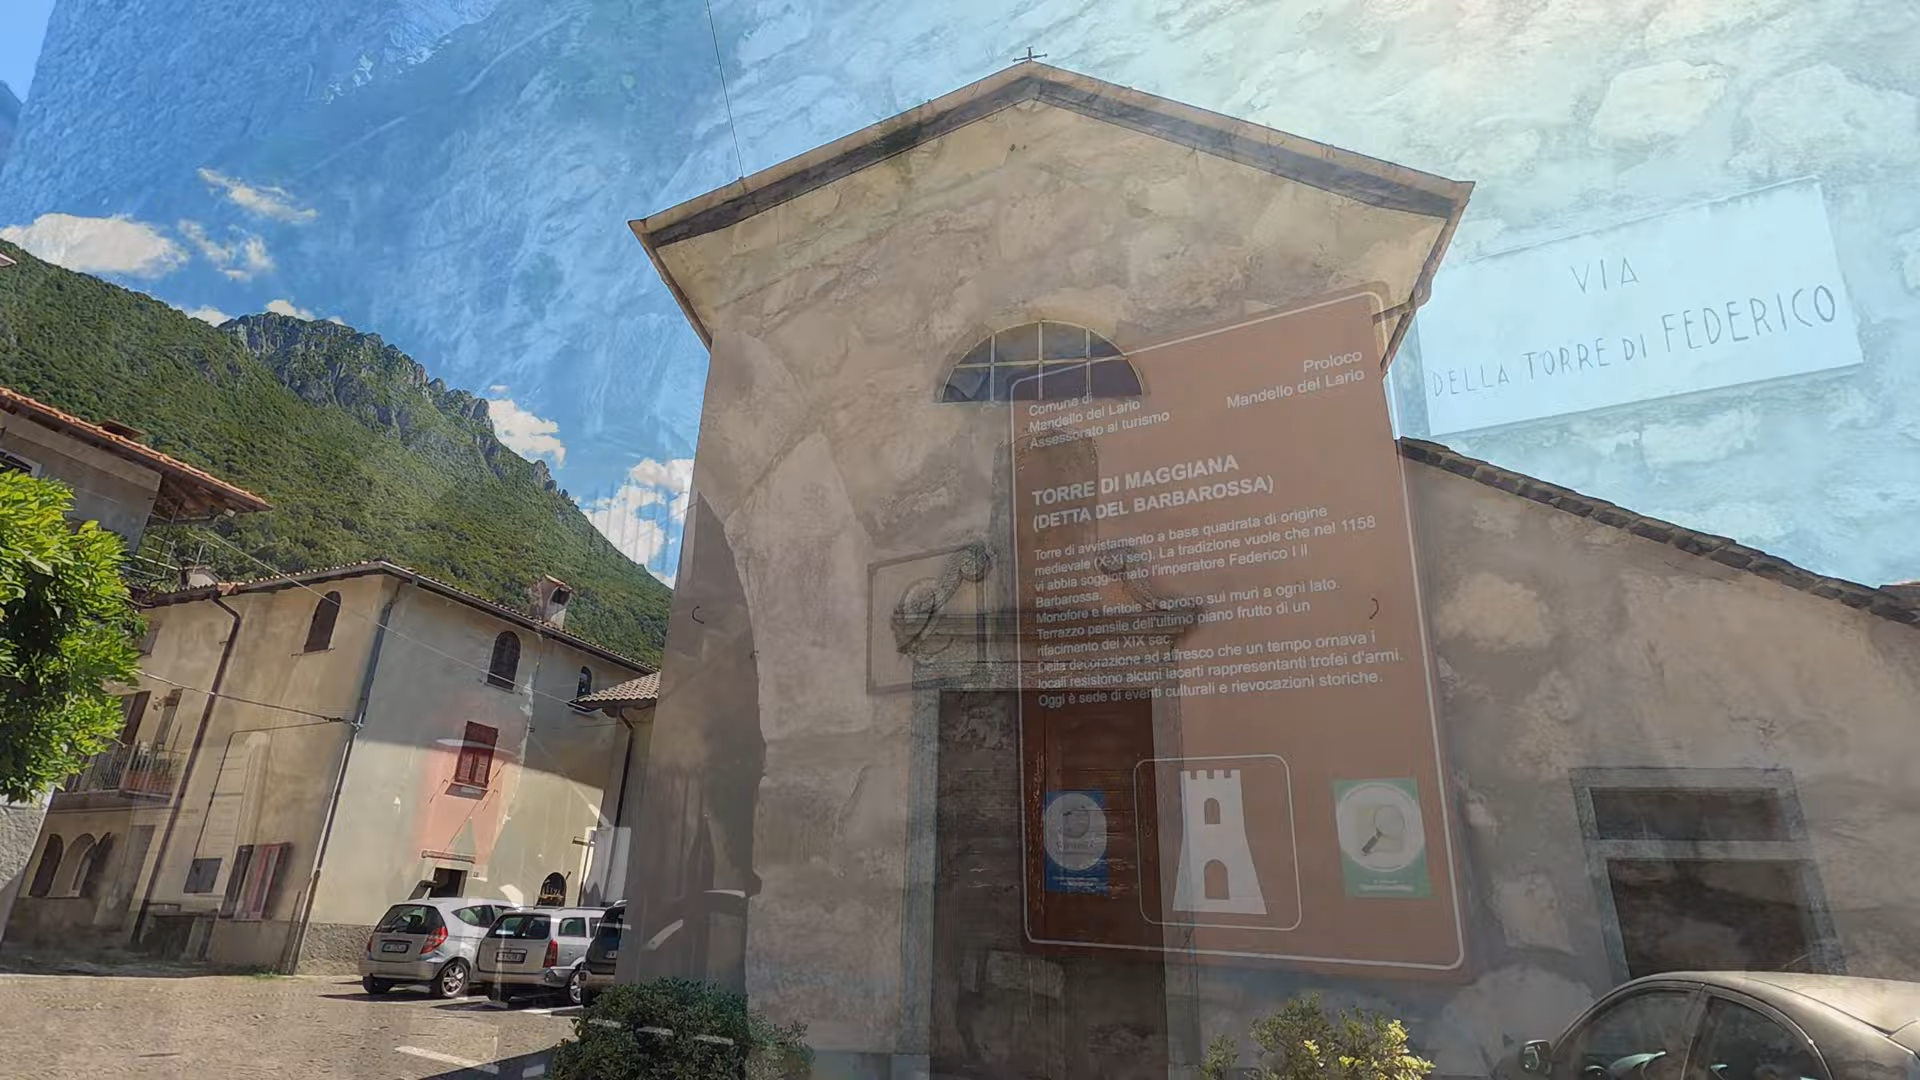 VIA
DELLA TORRE DI FEDERICO
Proloco
Mandello del Lario
Comune di
Mandello del Lario
Assessorato al turismo
TORRE DI MAGGIANA
(DETTA DEL BARBAROSSA)
Torre di avvistamento a base quadrata di origine
medievale (X-XI sec). La tradizione vuole che nel 1158
vi abbia soggiornato l'imperatore Federico I il
Barbarossa.
Monofore e feritoie si aprono sui muri a ogni lato.
Terrazzo pensile dell'ultimo piano frutto di un
rifacimento del XIX sec.
Della decorazione ad affresco che un tempo ornava i
locali resistono alcuni lacerti rappresentanti trofei d'armi.
Oggi è sede di eventi culturali e rievocazioni storiche.